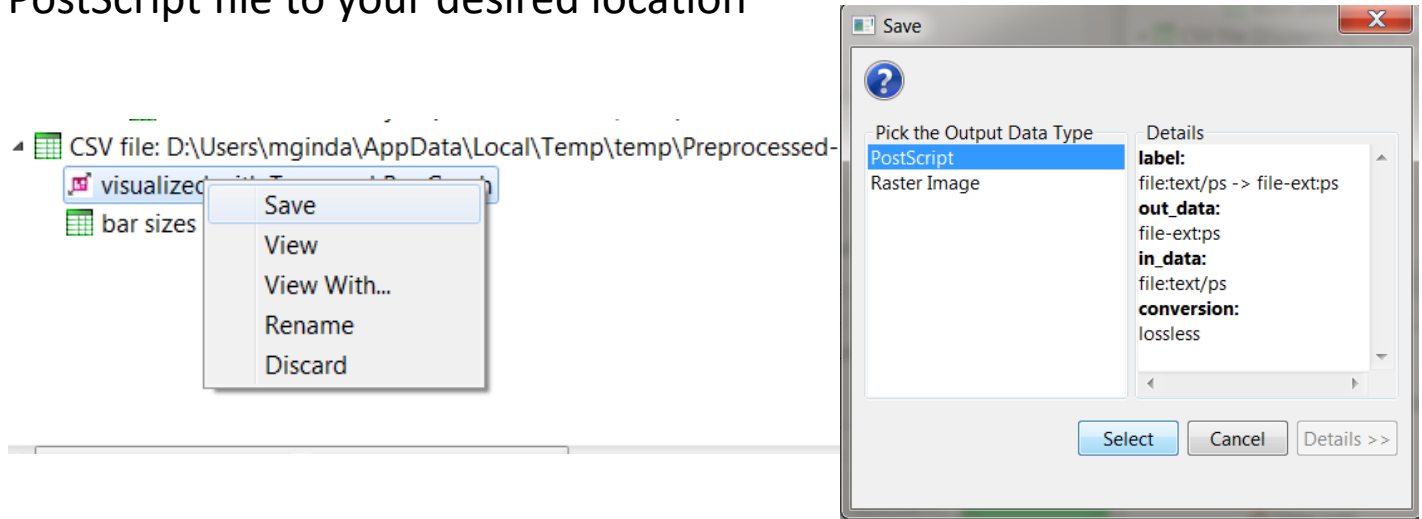 PostScript file to your desired location
CSV file: D:\Users\mginda\AppData\Local\Temp\temp\Preprocessed-
visualized
bar sizes
Save
View
View With...
Rename
Discard
Save
Pick the Output Data Type
PostScript
Raster Image
Details
label:
file:text/ps -> file-ext:ps
out_data:
file-ext:ps
in_data:
file:text/ps
conversion:
lossless
Select
Cancel
Details >>